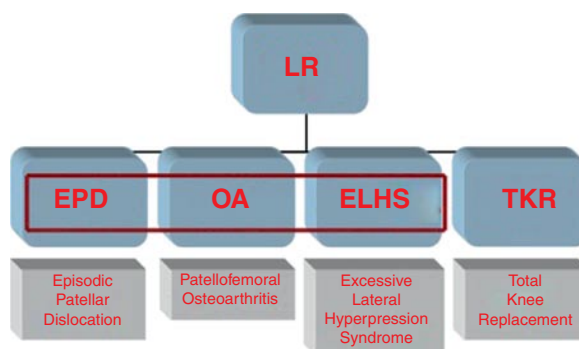 LR
EPD
OA
ELHS
TKR
Episodic
Patellar
Dislocation
Patellofemoral
Osteoarthritis
Excessive
Lateral
Hyperpression
Syndrome
Total
Knee
Replacement